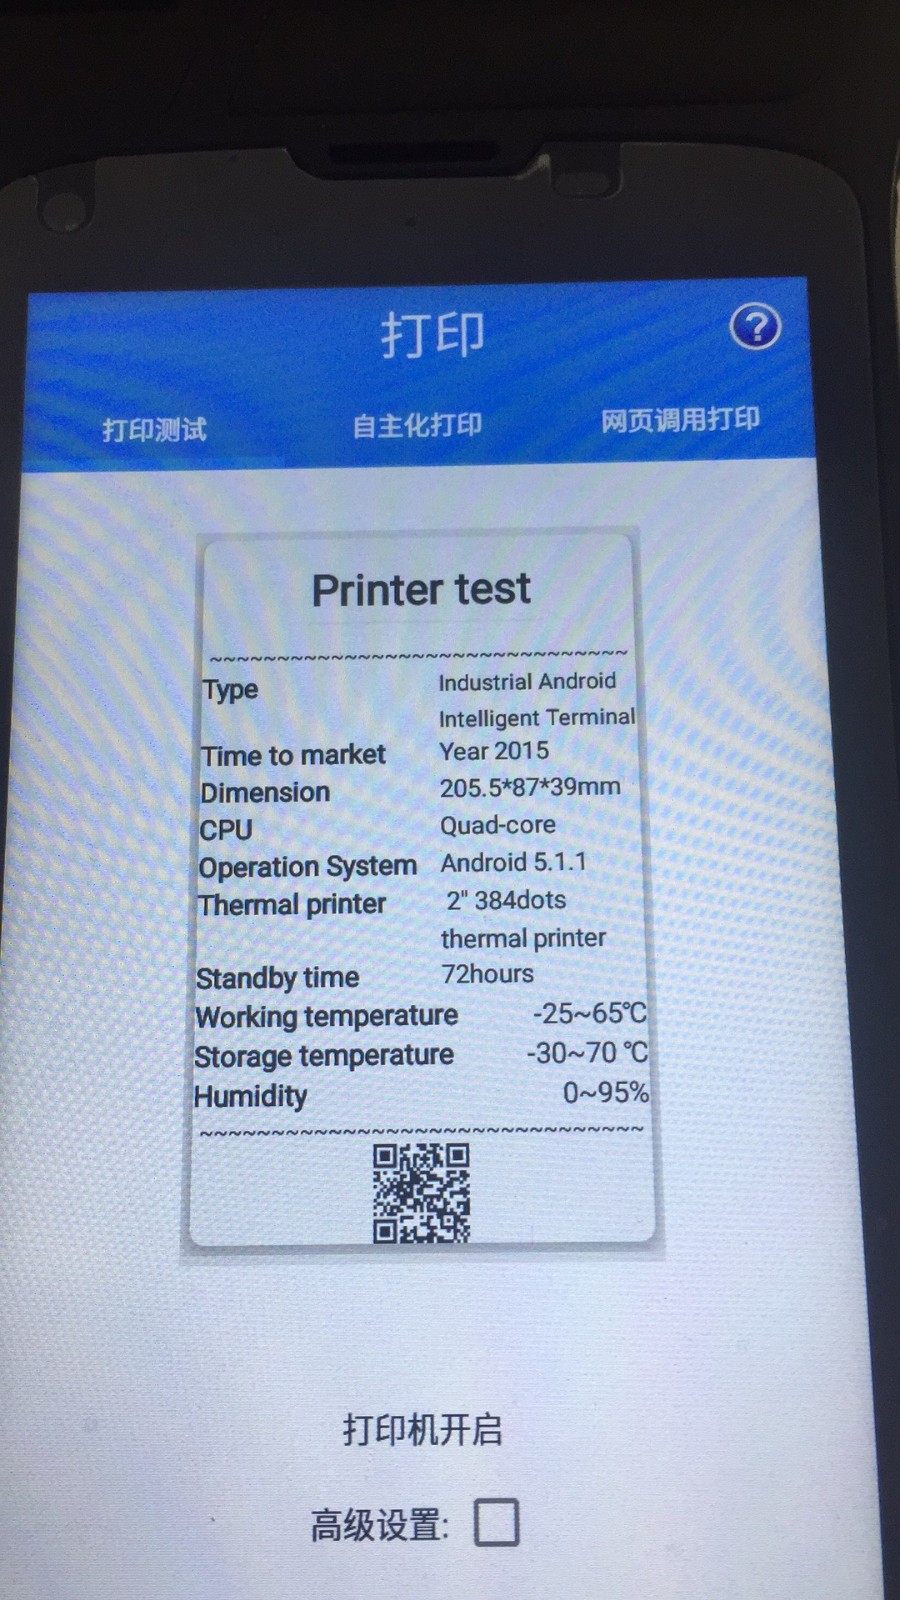 打印
?
打印测试 自主化打印 网页调用打印
Printer test
~~~~~~~~~~~~~~~~~~~~~~~~~~~~~~~~
Type Industrial Android
Intelligent Terminal
Time to market Year 2015
Dimension 205.5*87*39mm
CPU Quad-core
Operation System Android 5.1.1
Thermal printer 2" 384dots
thermal printer
Standby time 72hours
Working temperature -25~65℃
Storage temperature -30~70 ℃
Humidity 0~95%
~~~~~~~~~~~~~~~~~~~~~~~~~~~~~~~~
打印机开启
高级设置: